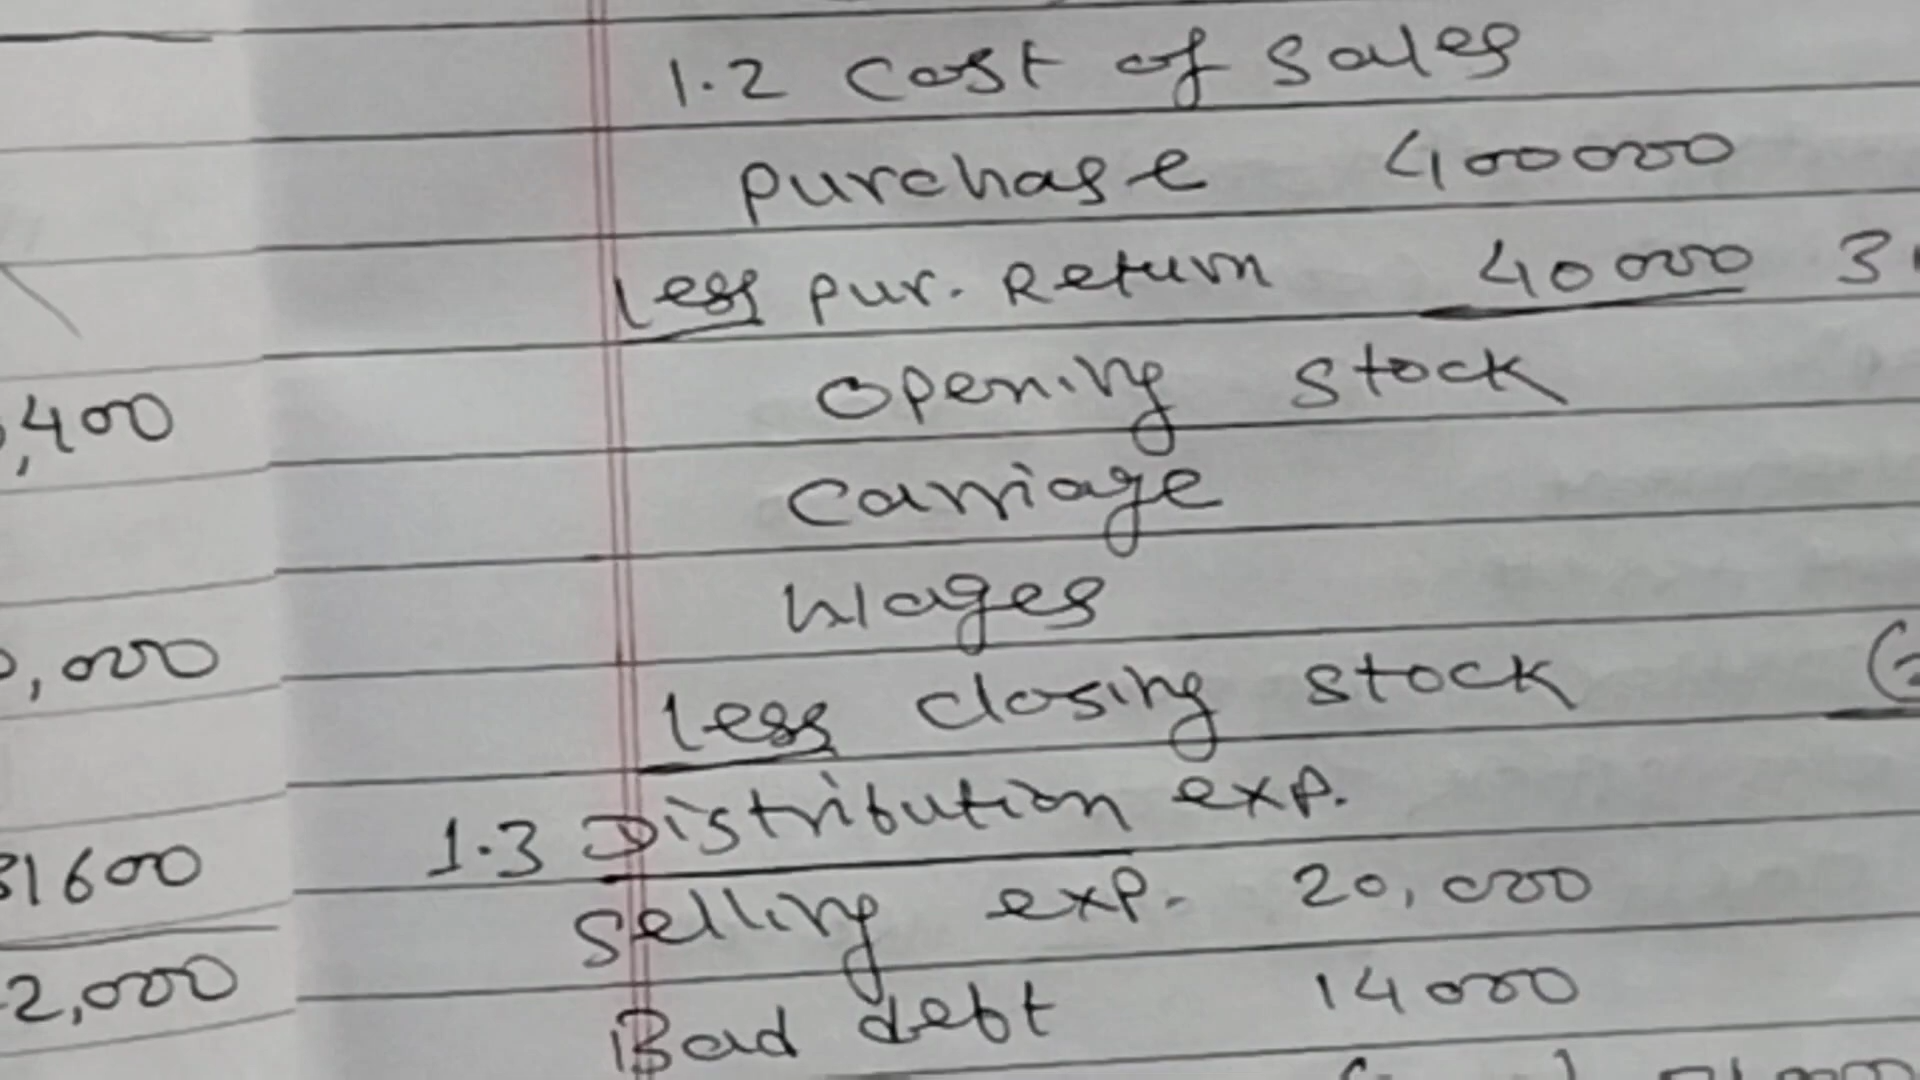 1.2 Cost of sales
purchase 400000
less pur. Return 40000 3
opening stock
,400
Carriage
Wages
,000
less closing stock
1.3 Distribution exp.
31600
selling exp. 20,000
2,000
Bad debt 14000